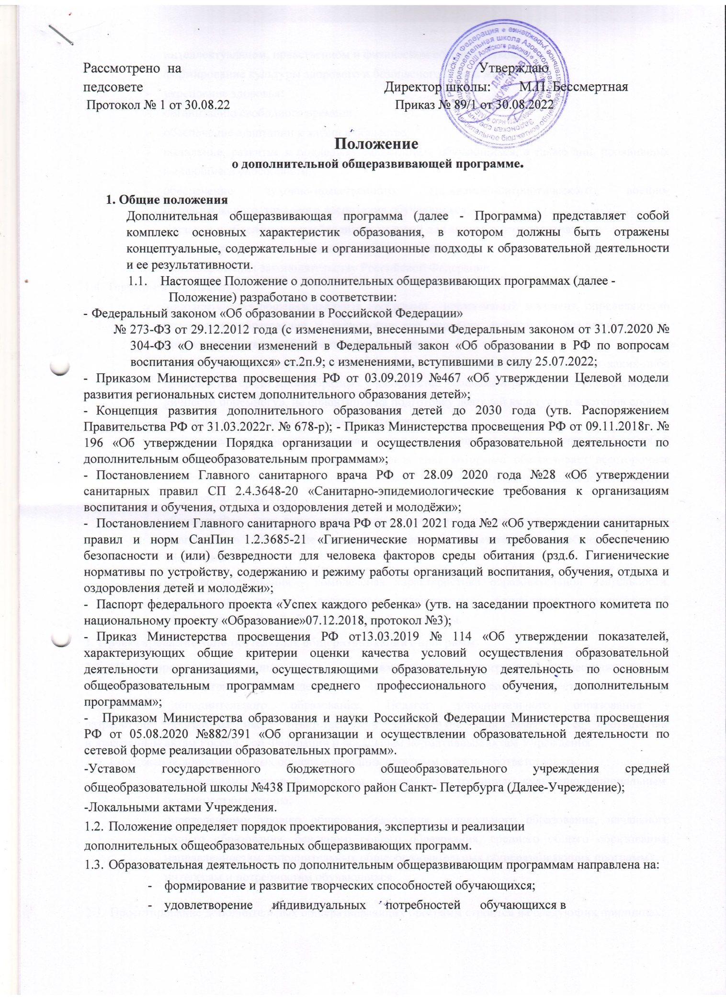 Рассмотрено на Утверждаю
педсовете Директор школы: М.П. Бессмертная
Протокол № 1 от 30.08.22 Приказ № 89/1 от 30.08.2022
ДЛЯ
ДОКУМЕНТОВ
Положение
о дополнительной общеразвивающей программе.
1. Общие положения
Дополнительная общеразвивающая программа (далее - Программа) представляет собой
комплекс основных характеристик образования, в котором должны быть отражены
концептуальные, содержательные и организационные подходы к образовательной деятельности
и ее результативности.
1.1. Настоящее Положение о дополнительных общеразвивающих программах (далее -
Положение) разработано в соответствии:
- Федеральный законом «Об образовании в Российской Федерации»
№ 273-ФЗ от 29.12.2012 года (с изменениями, внесенными Федеральным законом от 31.07.2020 №
304-ФЗ «О внесении изменений в Федеральный закон «Об образовании в РФ по вопросам
воспитания обучающихся» ст.2п.9; с изменениями, вступившими в силу 25.07.2022;
- Приказом Министерства просвещения РФ от 03.09.2019 №467 «Об утверждении Целевой модели
развития региональных систем дополнительного образования детей»;
- Концепция развития дополнительного образования детей до 2030 года (утв. Распоряжением
Правительства РФ от 31.03.2022г. № 678-р); - Приказ Министерства просвещения РФ от 09.11.2018г. №
196 «Об утверждении Порядка организации и осуществления образовательной деятельности по
дополнительным общеобразовательным программам»;
- Постановлением Главного санитарного врача РФ от 28.09 2020 года №28 «Об утверждении
санитарных правил СП 2.4.3648-20 «Санитарно-эпидемиологические требования к организациям
воспитания и обучения, отдыха и оздоровления детей и молодёжи»;
- Постановлением Главного санитарного врача РФ от 28.01 2021 года №2 «Об утверждении санитарных
правил и норм СанПин 1.2.3685-21 «Гигиенические нормативы и требования к обеспечению
безопасности и (или) безвредности для человека факторов среды обитания (рзд.6. Гигиенические
нормативы по устройству, содержанию и режиму работы организаций воспитания, обучения, отдыха и
оздоровления детей и молодёжи»;
- Паспорт федерального проекта «Успех каждого ребенка» (утв. на заседании проектного комитета по
национальному проекту «Образование»07.12.2018, протокол №3);
- Приказ Министерства просвещения РФ от13.03.2019 № 114 «Об утверждении показателей,
характеризующих общие критерии оценки качества условий осуществления образовательной
деятельности организациями, осуществляющими образовательную деятельность по основным
общеобразовательным программам среднего профессионального обучения, дополнительным
программам»;
- Приказом Министерства образования и науки Российской Федерации Министерства просвещения
РФ от 05.08.2020 №882/391 «Об организации и осуществлении образовательной деятельности по
сетевой форме реализации образовательных программ».
-Уставом государственного бюджетного общеобразовательного учреждения средней
общеобразовательной школы №438 Приморского район Санкт- Петербурга (Далее-Учреждение);
-Локальными актами Учреждения.
1.2. Положение определяет порядок проектирования, экспертизы и реализации
дополнительных общеобразовательных общеразвивающих программ.
1.3. Образовательная деятельность по дополнительным общеразвивающим программам направлена на:
- формирование и развитие творческих способностей обучающихся;
- удовлетворение индивидуальных потребностей обучающихся в